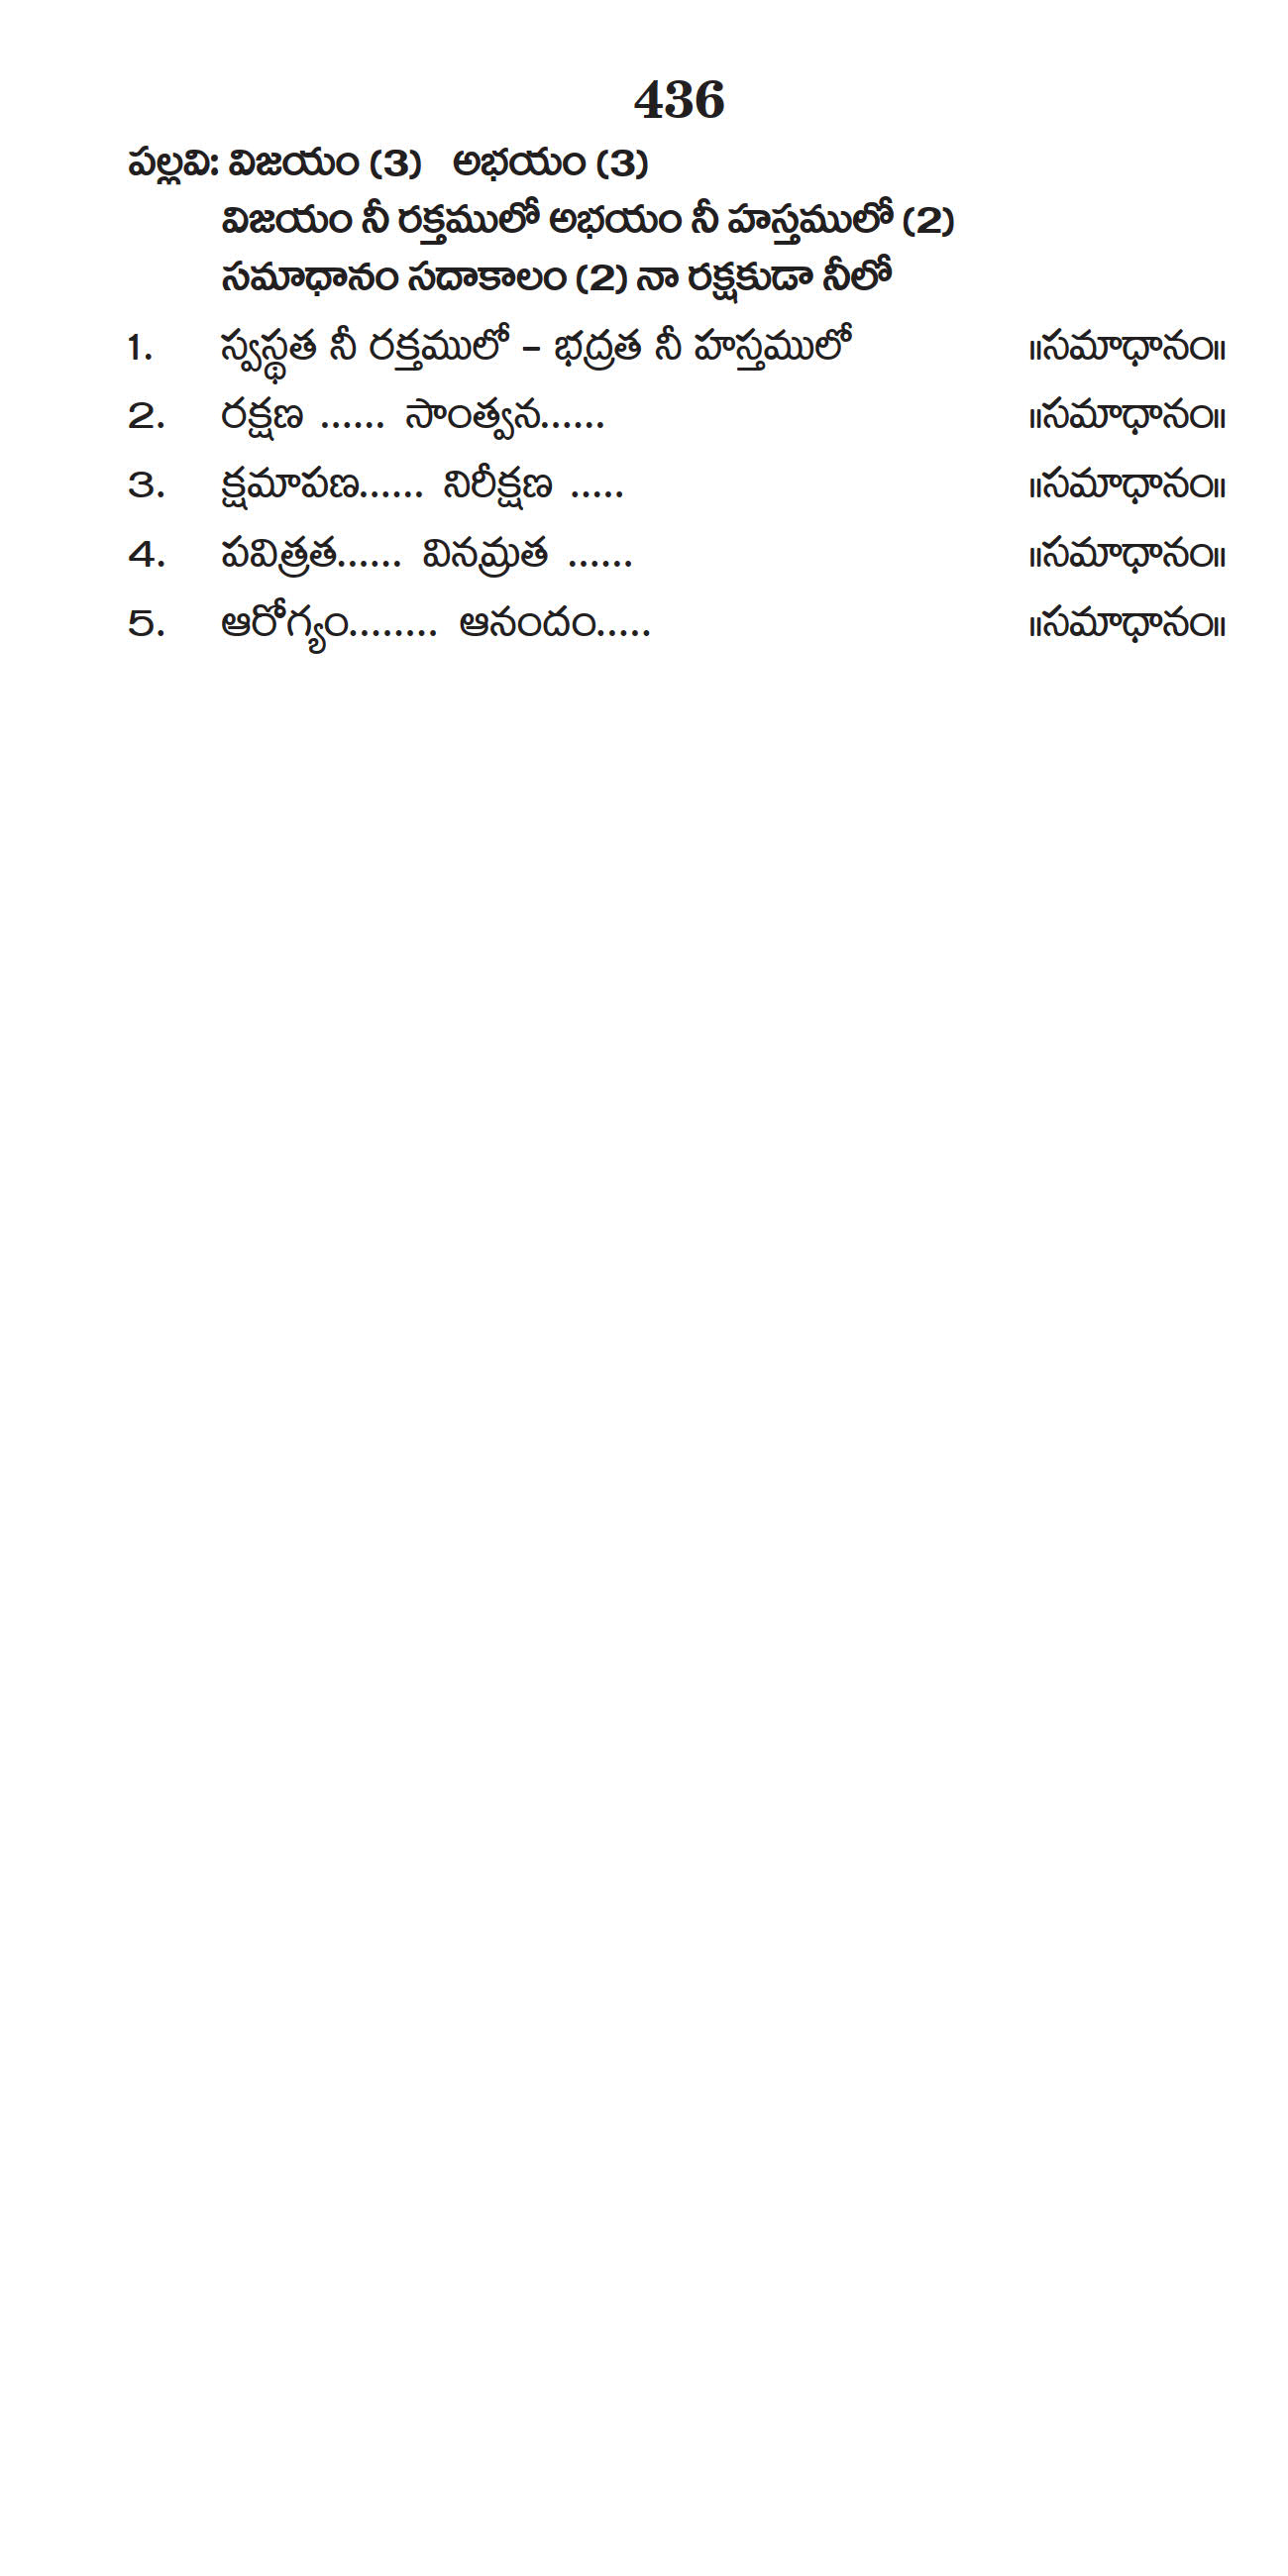 436
పల్లవి: విజయం (3) అభయం (3)
విజయం నీ రక్తములో అభయం నీ హస్తములో (2)
సమాధానం సదాకాలం (2) నా రక్షకుడా నీలో
1. స్వస్థత నీ రక్తములో - భద్రత నీ హస్తములో ॥సమాధానం॥
2. రక్షణ ...... సాంత్వన...... ॥సమాధానం॥
3. క్షమాపణ...... నిరీక్షణ ..... ॥సమాధానం॥
4. పవిత్రత...... వినమ్రత ...... ॥సమాధానం॥
5. ఆరోగ్యం........ ఆనందం..... ॥సమాధానం॥